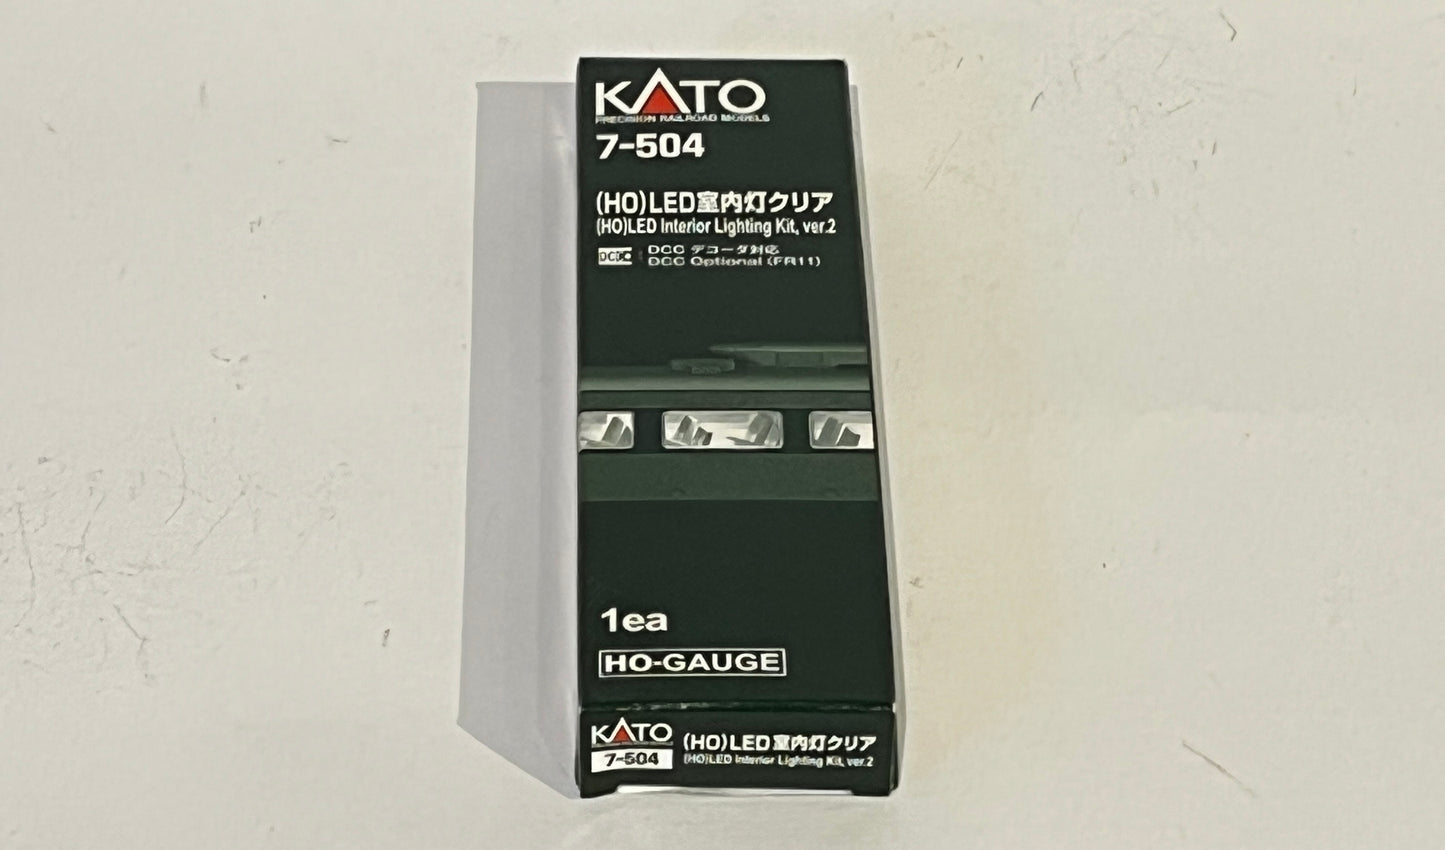 KATO
PRECISION RAILROAD MODELS
7-504
(HO)LED室内灯クリア
(HO)LED Interior Lighting Kit, ver.2
DCC デコーダ対応
DCC Optional (FR11)
1ea
HO-GAUGE
KATO
7-504
(HO)LED室内灯クリア
(HO)LED Interior Lighting Kit, ver.2